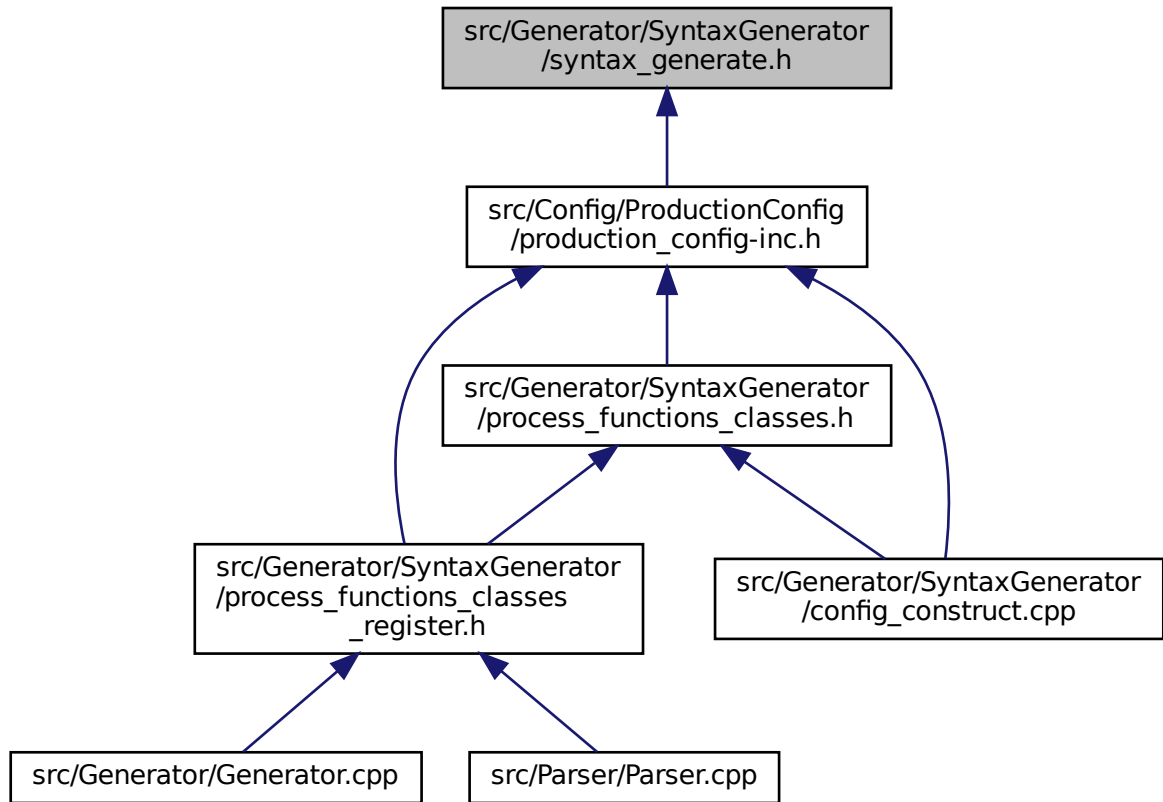 src/Generator/SyntaxGenerator
/syntax_generate.h
src/Config/ProductionConfig
/production_config-inc.h
src/Generator/SyntaxGenerator
/process_functions_classes.h
src/Generator/SyntaxGenerator
/process_functions_classes
_register.h
src/Generator/SyntaxGenerator
/config_construct.cpp
src/Generator/Generator.cpp
src/Parser/Parser.cpp